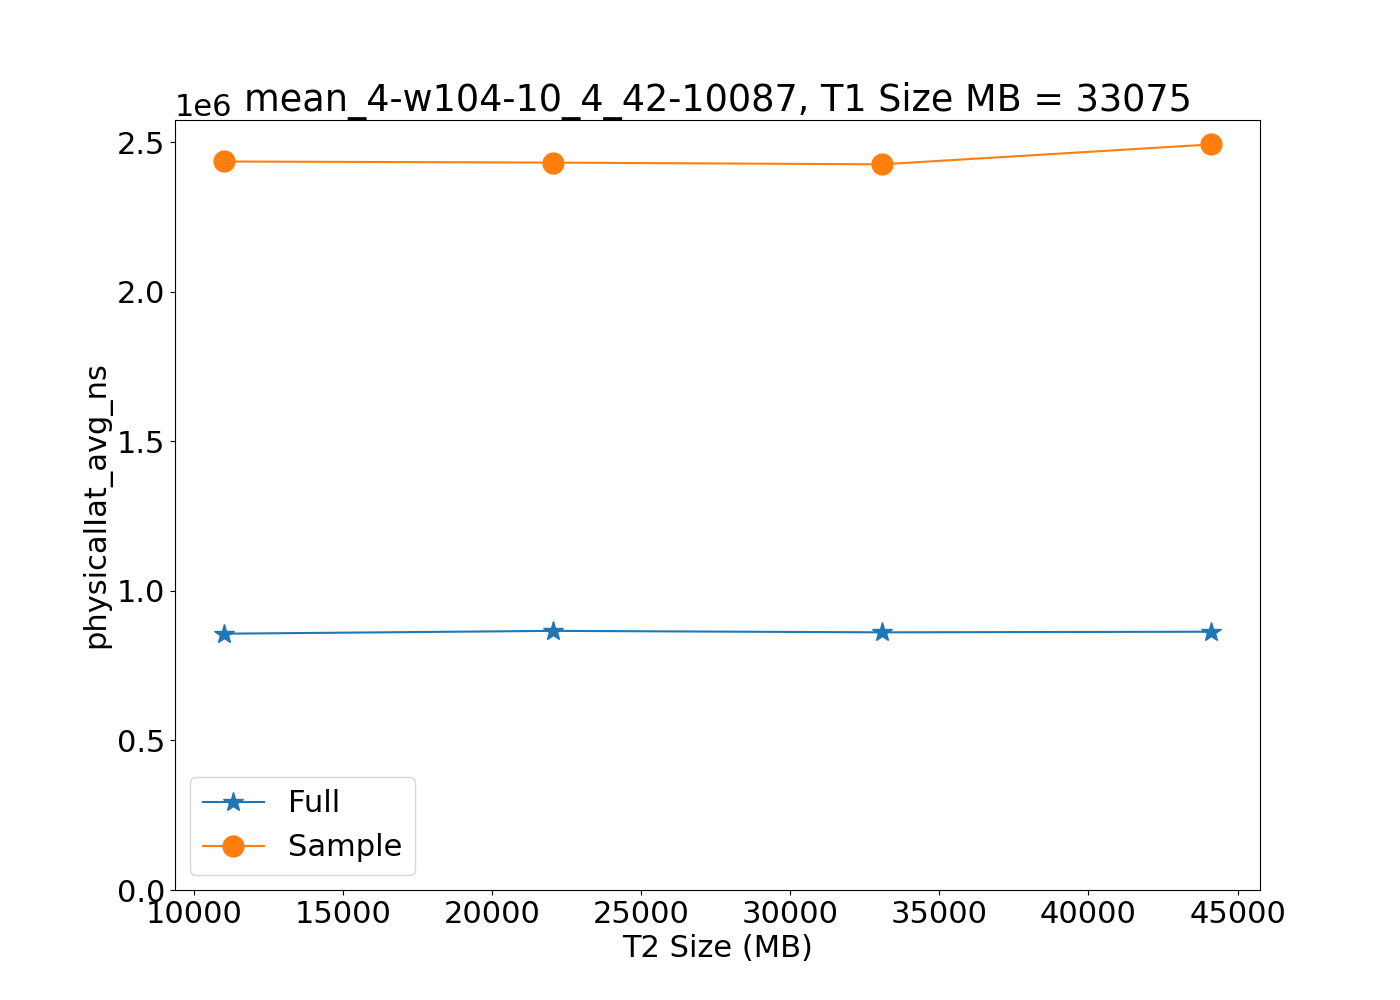 1e6
mean_4-w104-10_4_42-10087, T1 Size MB = 33075
2.5
2.0
1.5
1.0
0.5
0.0
physicallat_avg_ns
Full
Sample
10000 15000 20000 25000 30000 35000 40000 45000
T2 Size (MB)